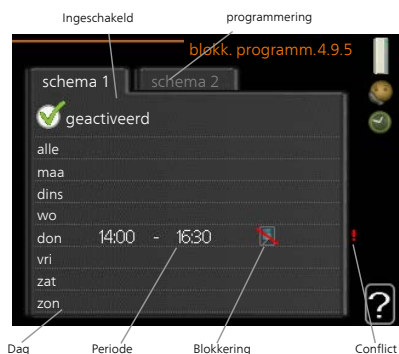 Ingeschakeld programmering
blokk. programm.4.9.5
schema 1 schema 2
geactiveerd
alle
maa
dins
wo
don 14:00 - 16:30 !
vri
zat
zon
?
Dag Periode Blokkering Conflict